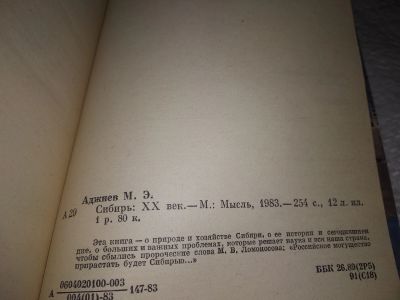 Аджиев М. Э.
А 20
Сибирь: XX век.— М.: Мысль, 1983.—254 с., 12 л. ил.
1 р. 80 к.
Эта книга — о природе и хозяйстве Сибири, о ее истории и сегодняшнем
дне, о больших и важных проблемах, которые решает наука и вся наша страна,
чтобы сбылись пророческие слова М. В. Ломоносова: «Российское могущество
прирастать будет Сибирью...»
А
0604020100-003
004(01)-83
147-83
ББК 26.89(2Р5)
91(С18)